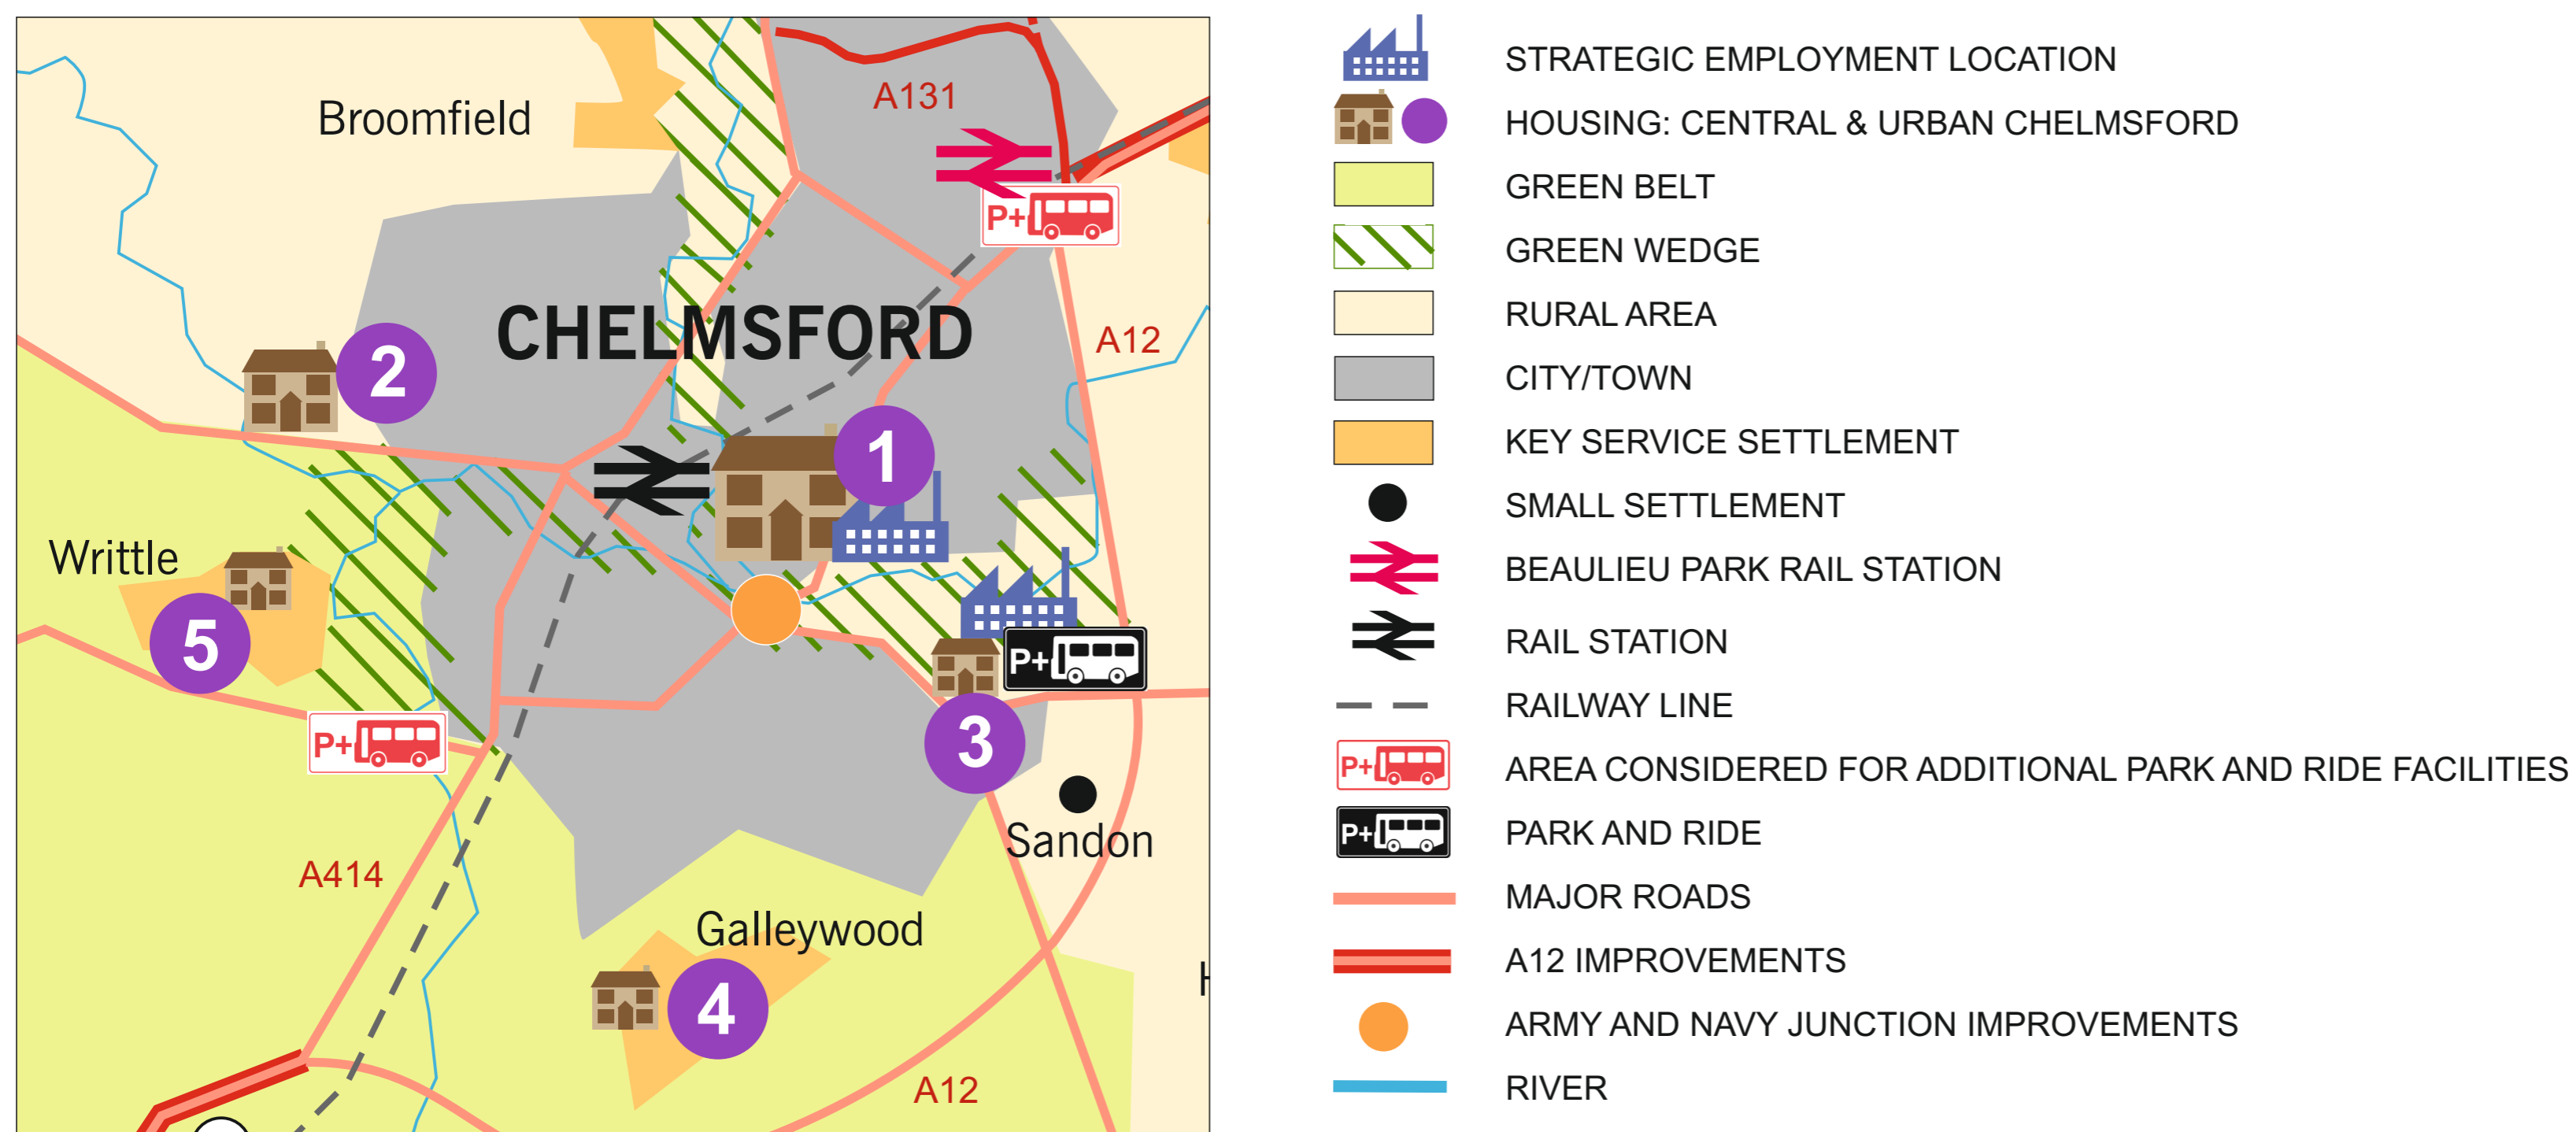 Broomfield
A131
P+
CHELMSFORD
A12
2
1
Writtle
5
P+
3
P+
Sandon
A414
Galleywood
4
A12
H
STRATEGIC EMPLOYMENT LOCATION
HOUSING: CENTRAL & URBAN CHELMSFORD
GREEN BELT
GREEN WEDGE
RURAL AREA
CITY/TOWN
KEY SERVICE SETTLEMENT
SMALL SETTLEMENT
BEAULIEU PARK RAIL STATION
RAIL STATION
RAILWAY LINE
P+ AREA CONSIDERED FOR ADDITIONAL PARK AND RIDE FACILITIES
P+ PARK AND RIDE
MAJOR ROADS
A12 IMPROVEMENTS
ARMY AND NAVY JUNCTION IMPROVEMENTS
RIVER